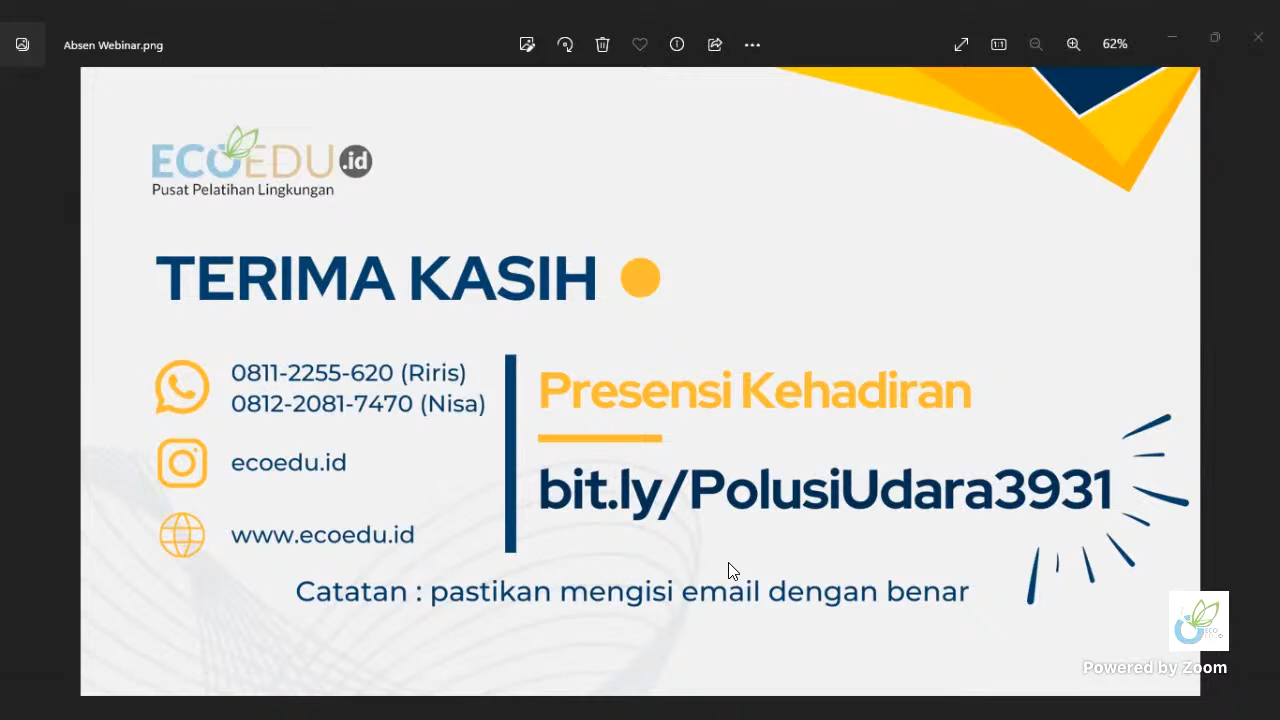 Absen Webinar.png
62%
ECOEDU.id
Pusat Pelatihan Lingkungan
TERIMA KASIH
0811-2255-620 (Riris)
0812-2081-7470 (Nisa)
ecoedu.id
www.ecoedu.id
Presensi Kehadiran
bit.ly/PolusiUdara3931
Catatan : pastikan mengisi email dengan benar
Powered by Zoom